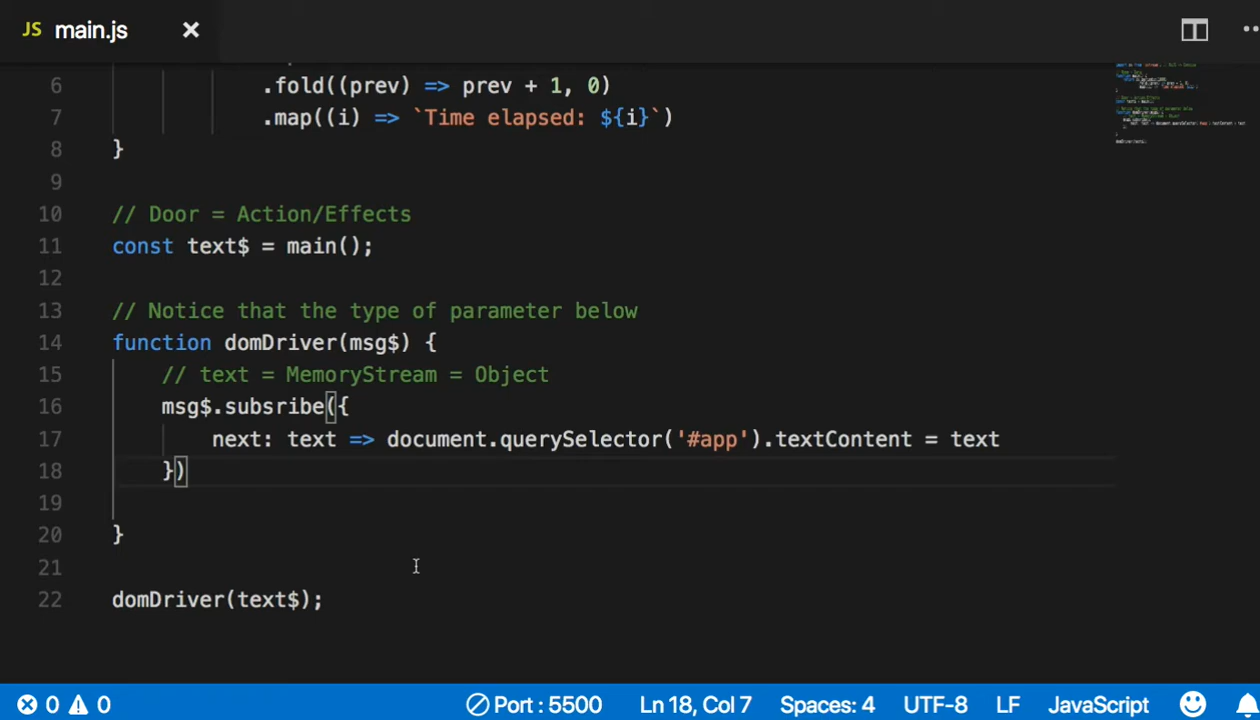 JS main.js ×
6 .fold((prev) => prev + 1, 0)
7 .map((i) => `Time elapsed: ${i}`)
8 }
9
10 // Door = Action/Effects
11 const text$ = main();
12
13 // Notice that the type of parameter below
14 function domDriver(msg$) {
15 // text = MemoryStream = Object
16 msg$.subsribe({
17 next: text => document.querySelector('#app').textContent = text
18 })
19
20 }
21
22 domDriver(text$);
0 0 Port : 5500 Ln 18, Col 7 Spaces: 4 UTF-8 LF JavaScript